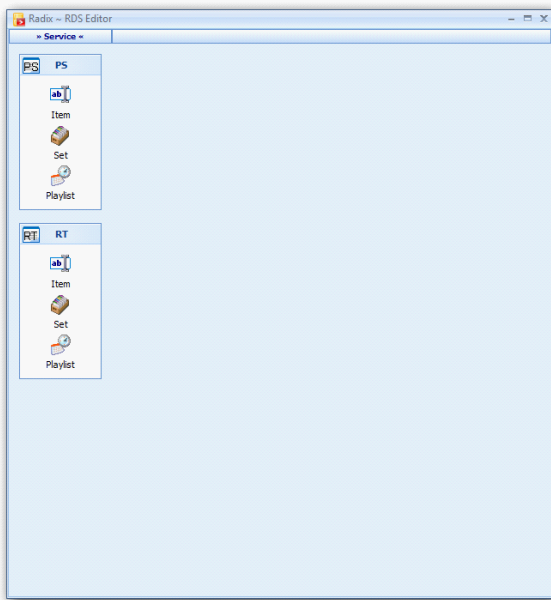 Radix ~ RDS Editor
» Service «
PS PS
ab
Item
Set
Playlist
RT RT
ab
Item
Set
Playlist